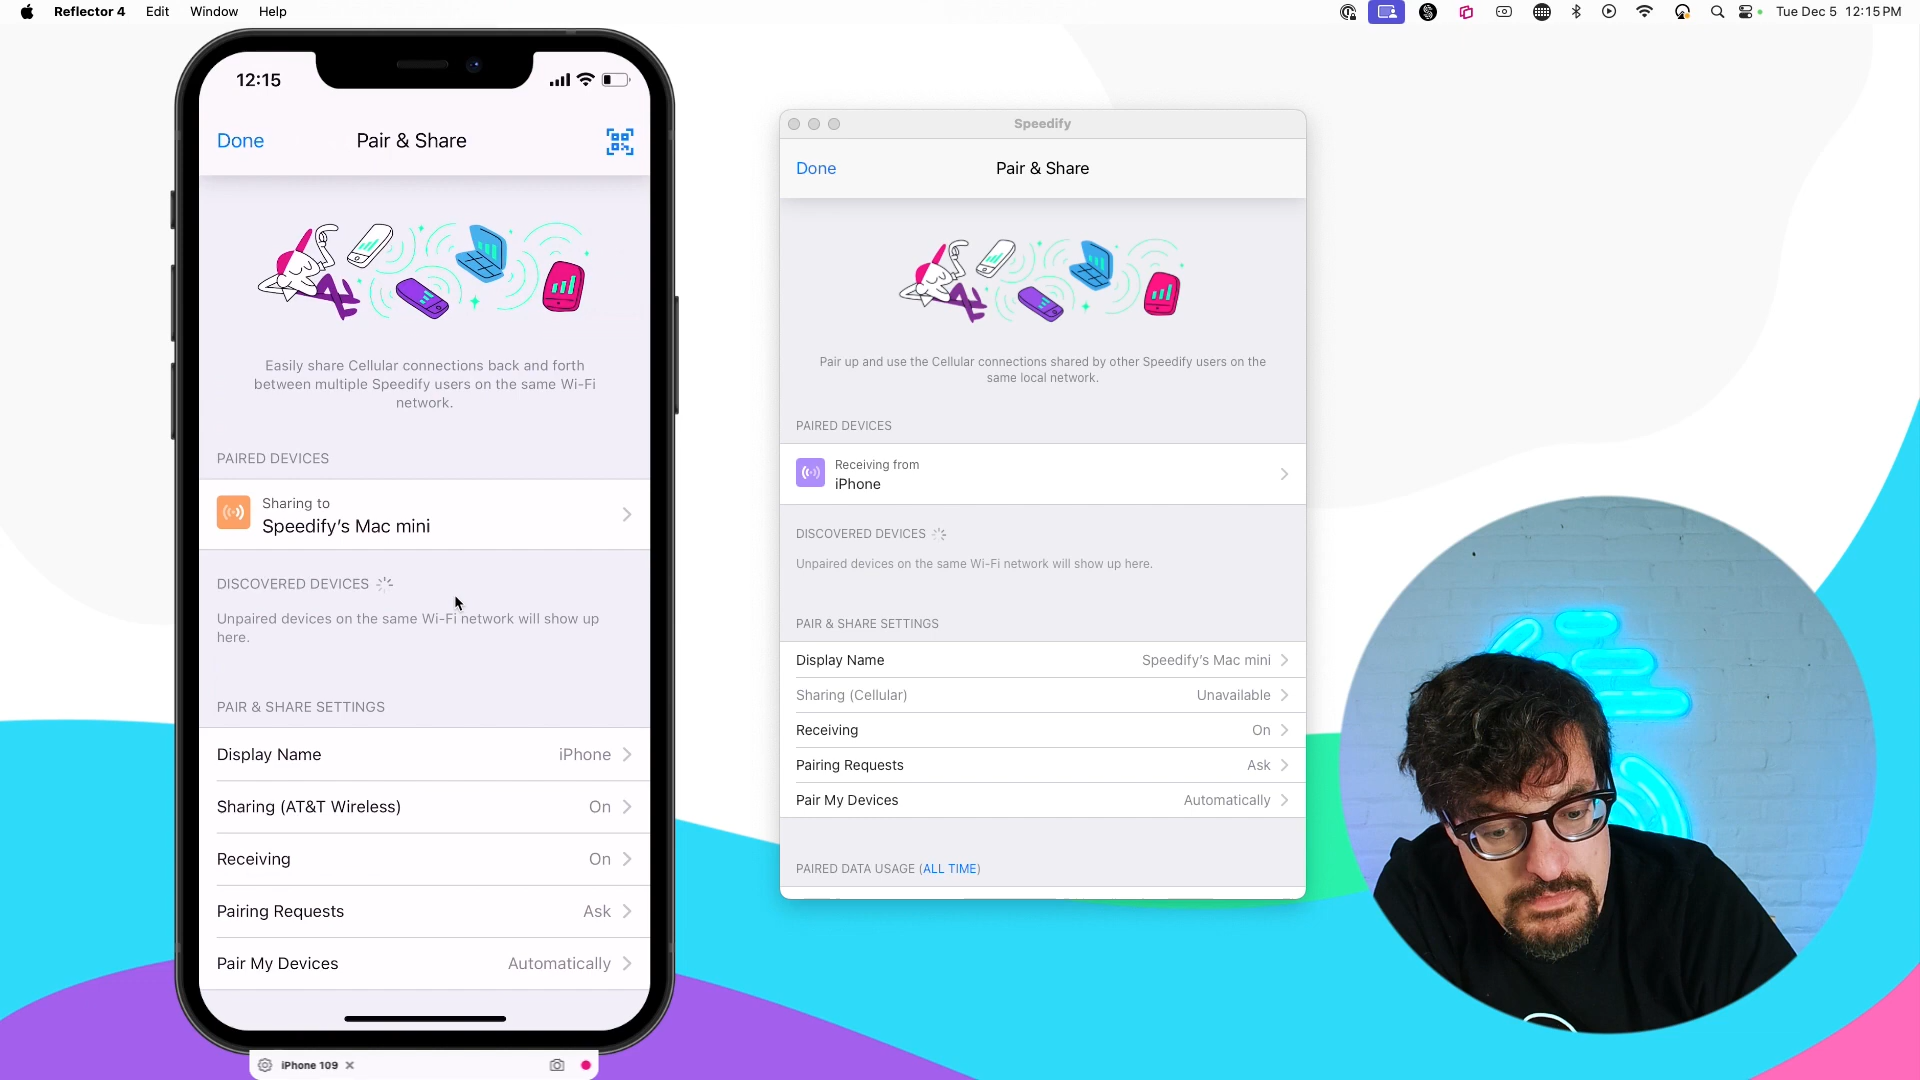 Reflector 4 Edit Window Help
Tue Dec 5 12:15 PM
12:15
Done Pair & Share
Easily share Cellular connections back and forth
between multiple Speedify users on the same Wi-Fi
network.
PAIRED DEVICES
Sharing to
Speedify's Mac mini
DISCOVERED DEVICES
Unpaired devices on the same Wi-Fi network will show up
here.
PAIR & SHARE SETTINGS
Display Name iPhone
Sharing (AT&T Wireless) On
Receiving On
Pairing Requests Ask
Pair My Devices Automatically
iPhone 109
Speedify
Done Pair & Share
Pair up and use the Cellular connections shared by other Speedify users on the
same local network.
PAIRED DEVICES
Receiving from
iPhone
DISCOVERED DEVICES
Unpaired devices on the same Wi-Fi network will show up here.
PAIR & SHARE SETTINGS
Display Name Speedify's Mac mini
Sharing (Cellular) Unavailable
Receiving On
Pairing Requests Ask
Pair My Devices Automatically
PAIRED DATA USAGE (ALL TIME)